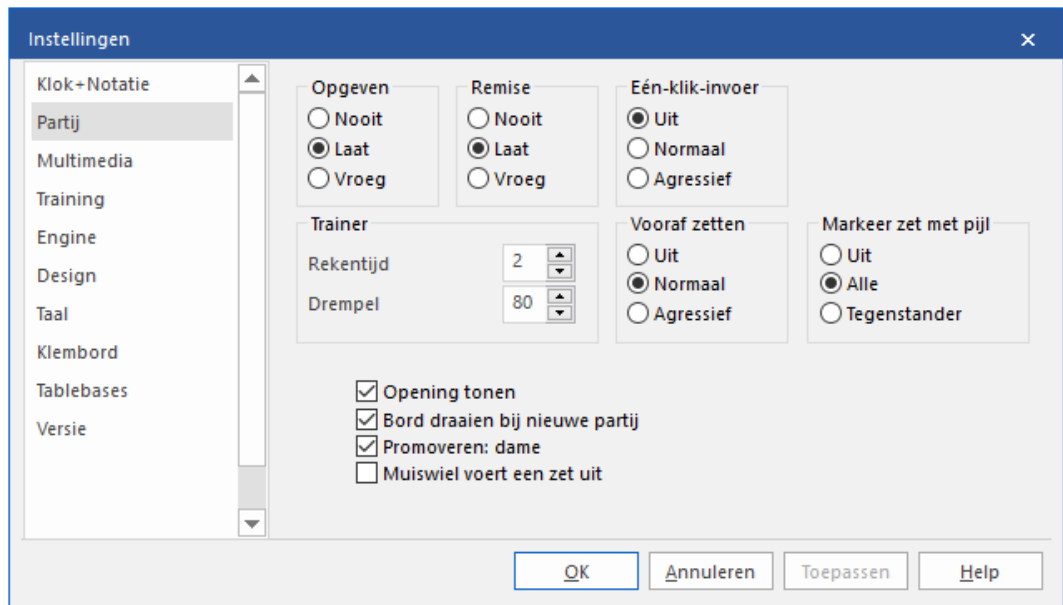 Instellingen
Klok+Notatie
Partij
Multimedia
Training
Engine
Design
Taal
Klembord
Tablebases
Versie
Opgeven
Nooit
Laat
Vroeg
Remise
Nooit
Laat
Vroeg
Eén-klik-invoer
Uit
Normaal
Agressief
Trainer
Rekentijd 2
Drempel 80
Vooraf zetten
Uit
Normaal
Agressief
Markeer zet met pijl
Uit
Alle
Tegenstander
Opening tonen
Bord draaien bij nieuwe partij
Promoveren: dame
Muiswiel voert een zet uit
OK Annuleren Toepassen Help